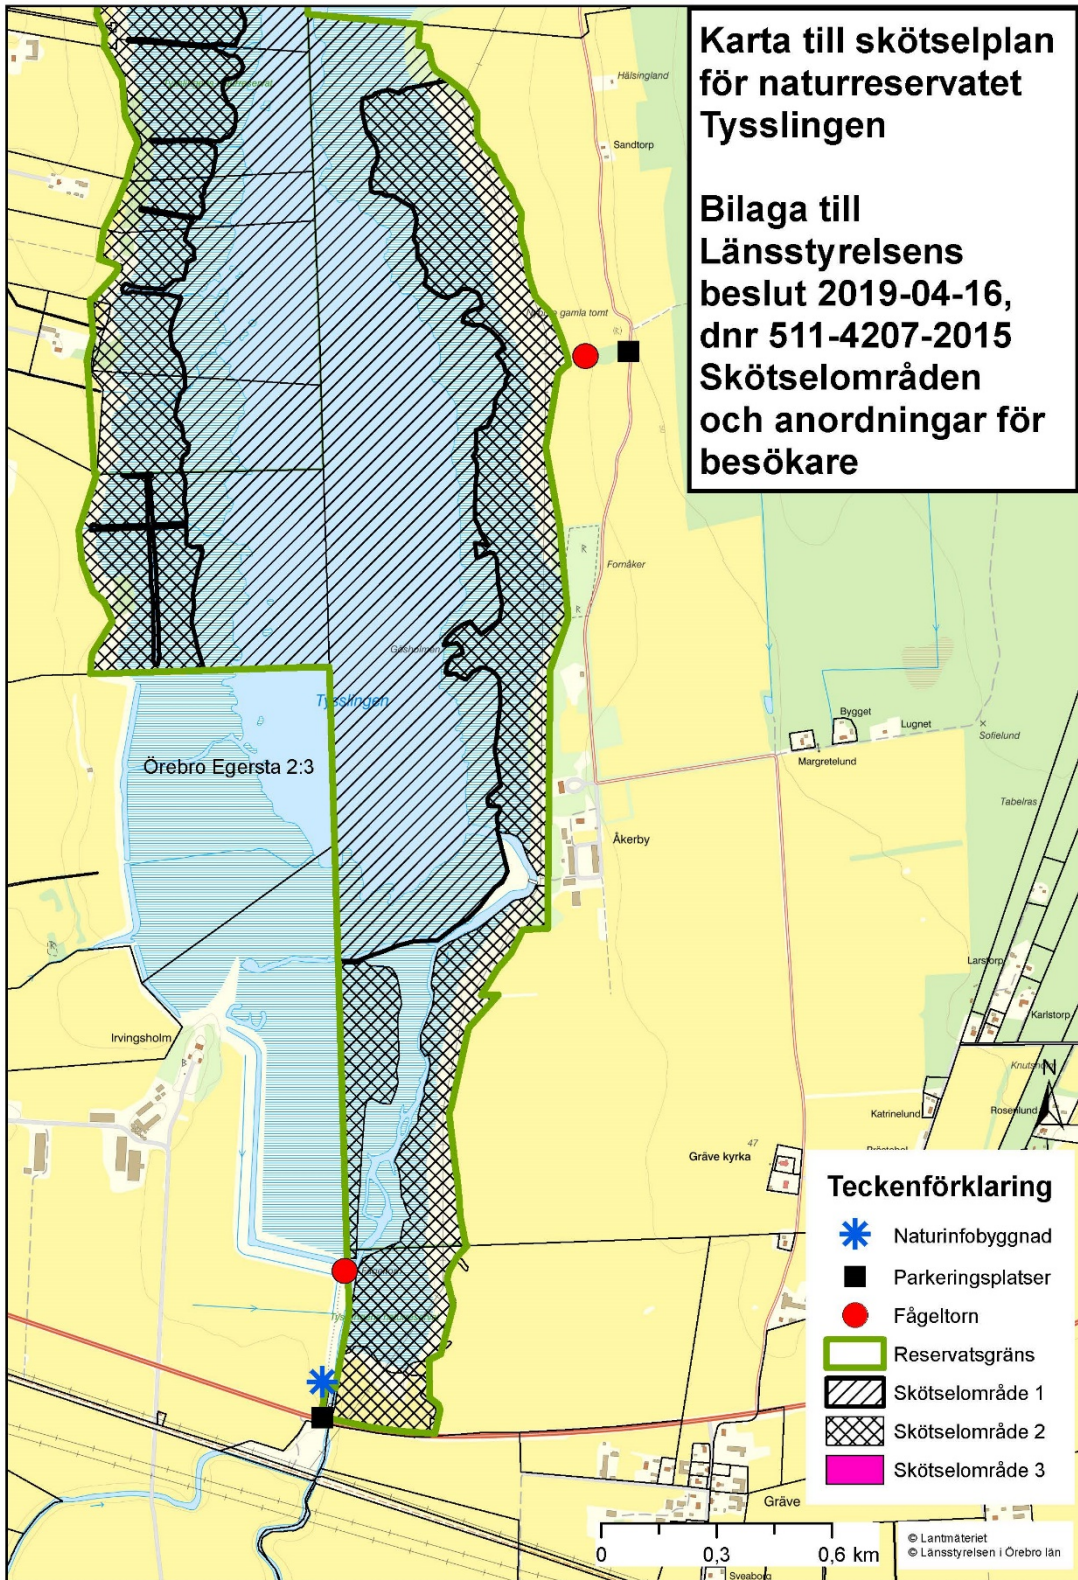 Karta till skötselplan
för naturreservatet
Tysslingen
Bilaga till
Länsstyrelsens
beslut 2019-04-16,
dnr 511-4207-2015
Skötselområden
och anordningar för
besökare
Hälsingland
Sandtorp
gamla tomt
(R)
R
Fornåker
R
Gåsholmen
Tysslingen
Örebro Egersta 2:3
Bygget
Lugnet
Sofielund
Margretelund
Tabelras
Åkerby
Larstorp
Karlstorp
Irvingsholm
N
Katrinelund
Rosenlund
47
Gräve kyrka
Teckenförklaring
Naturinfobyggnad
Parkeringsplatser
Fågeltorn
Reservatsgräns
Skötselområde 1
Skötselområde 2
Skötselområde 3
Gräve
0 0,3 0,6 km
Sveaborg
© Lantmäteriet
© Länsstyrelsen i Örebro län